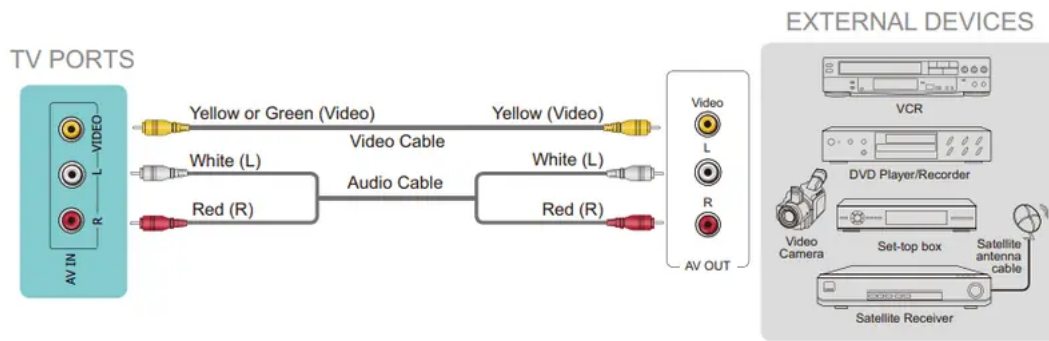 EXTERNAL DEVICES
TV PORTS
AV IN
VIDEO
L
R
Yellow or Green (Video)
Yellow (Video)
Video Cable
White (L)
White (L)
Audio Cable
Red (R)
Red (R)
Video
L
R
AV OUT
VCR
DVD Player/Recorder
Video
Camera
Set-top box
Satellite
antenna
cable
Satellite Receiver